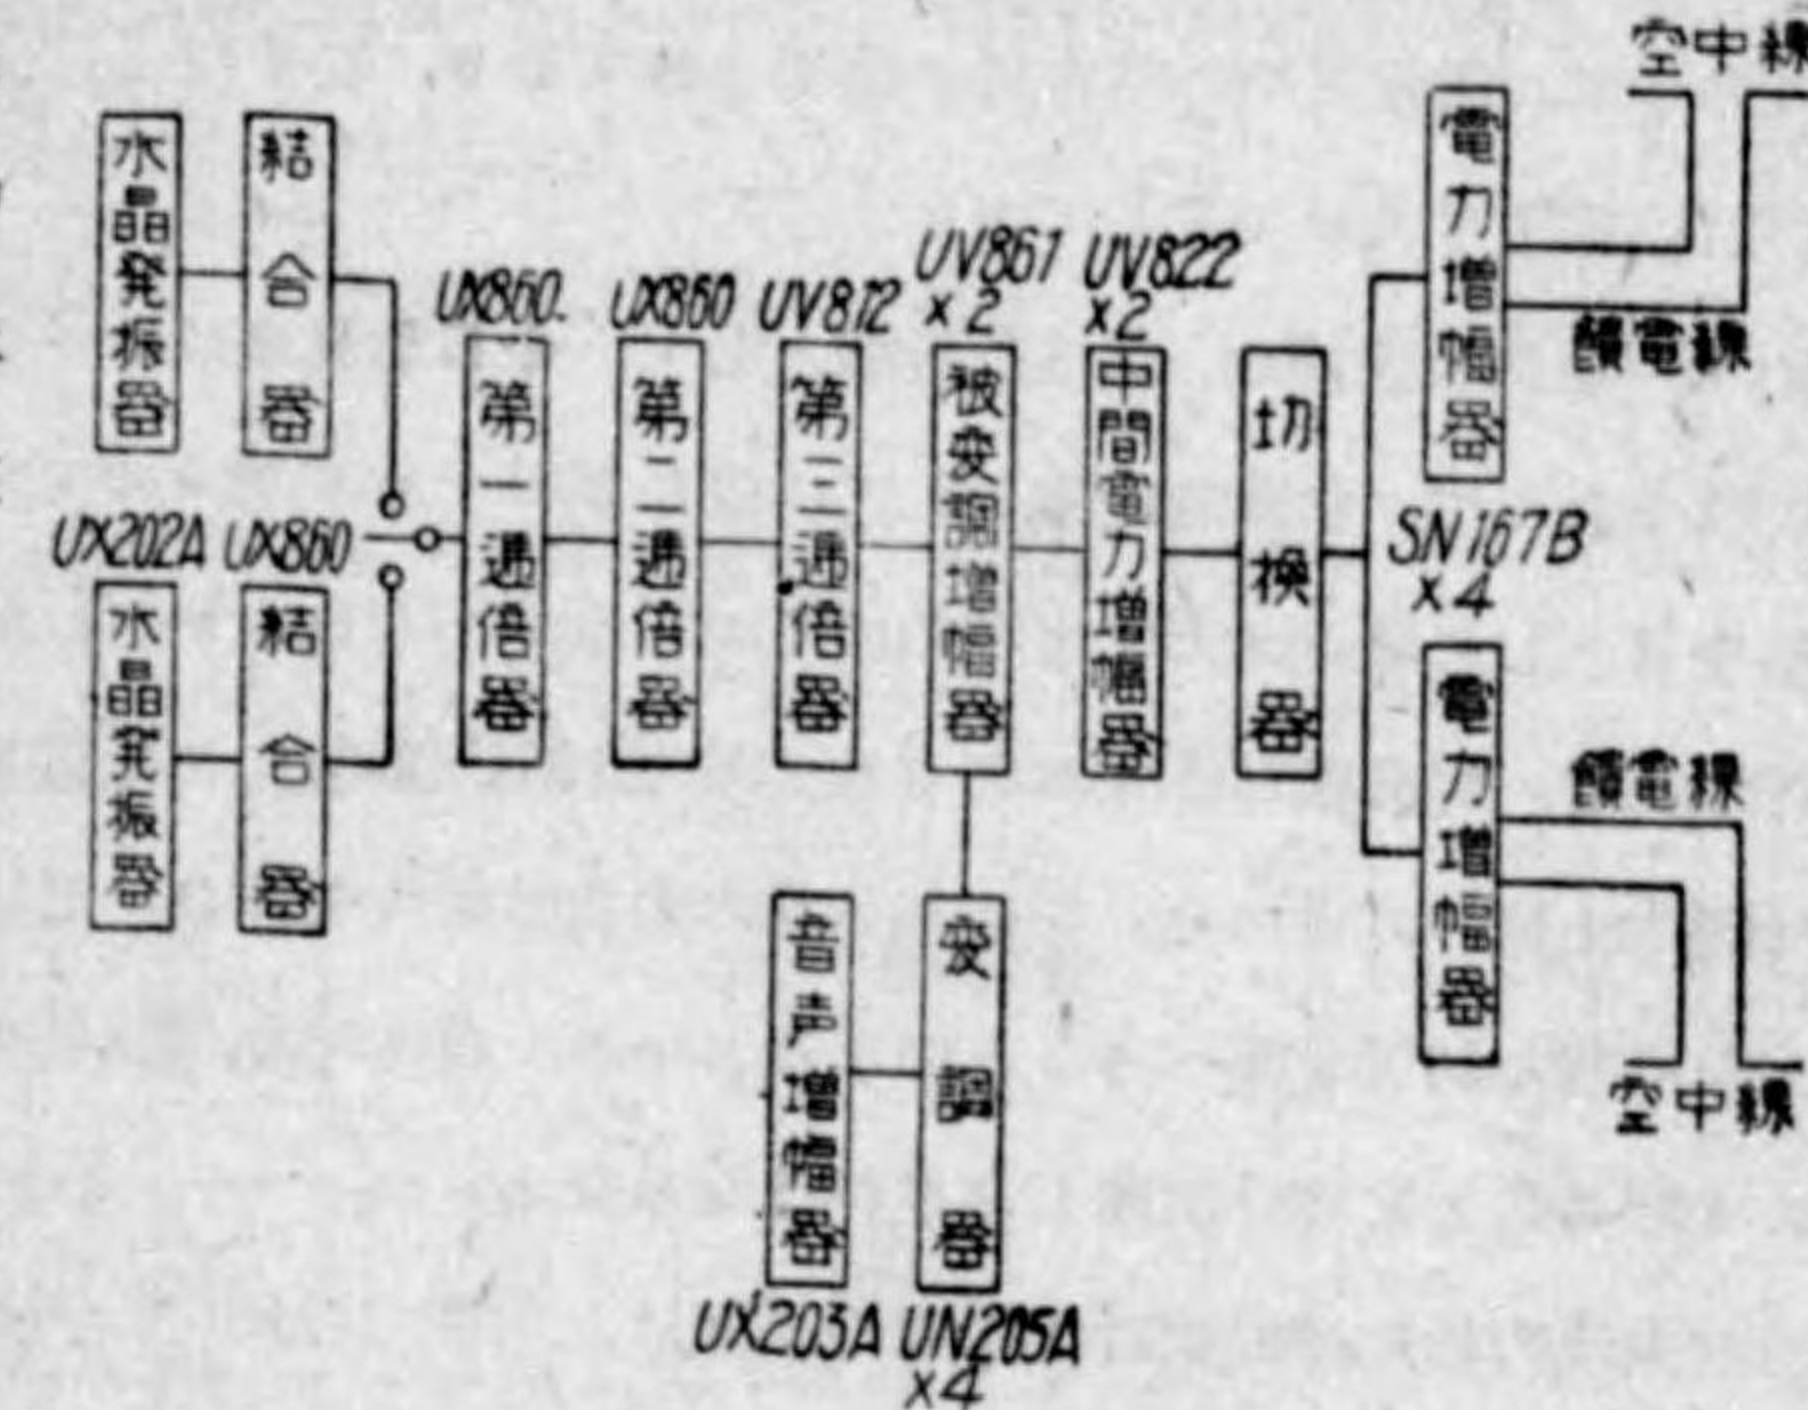 水晶発振器
結合器
UX202A
UX860
水晶発振器
結合器
UX860
第一逓倍器
UX860
第二逓倍器
UV812
第三逓倍器
UV861
×2
被変調増幅器
UV822
×2
中間電力増幅器
切換器
音声増幅器
UX203A
変調器
UN205A
×4
電力増幅器
空中線
饋電線
SN167B
×4
電力増幅器
饋電線
空中線